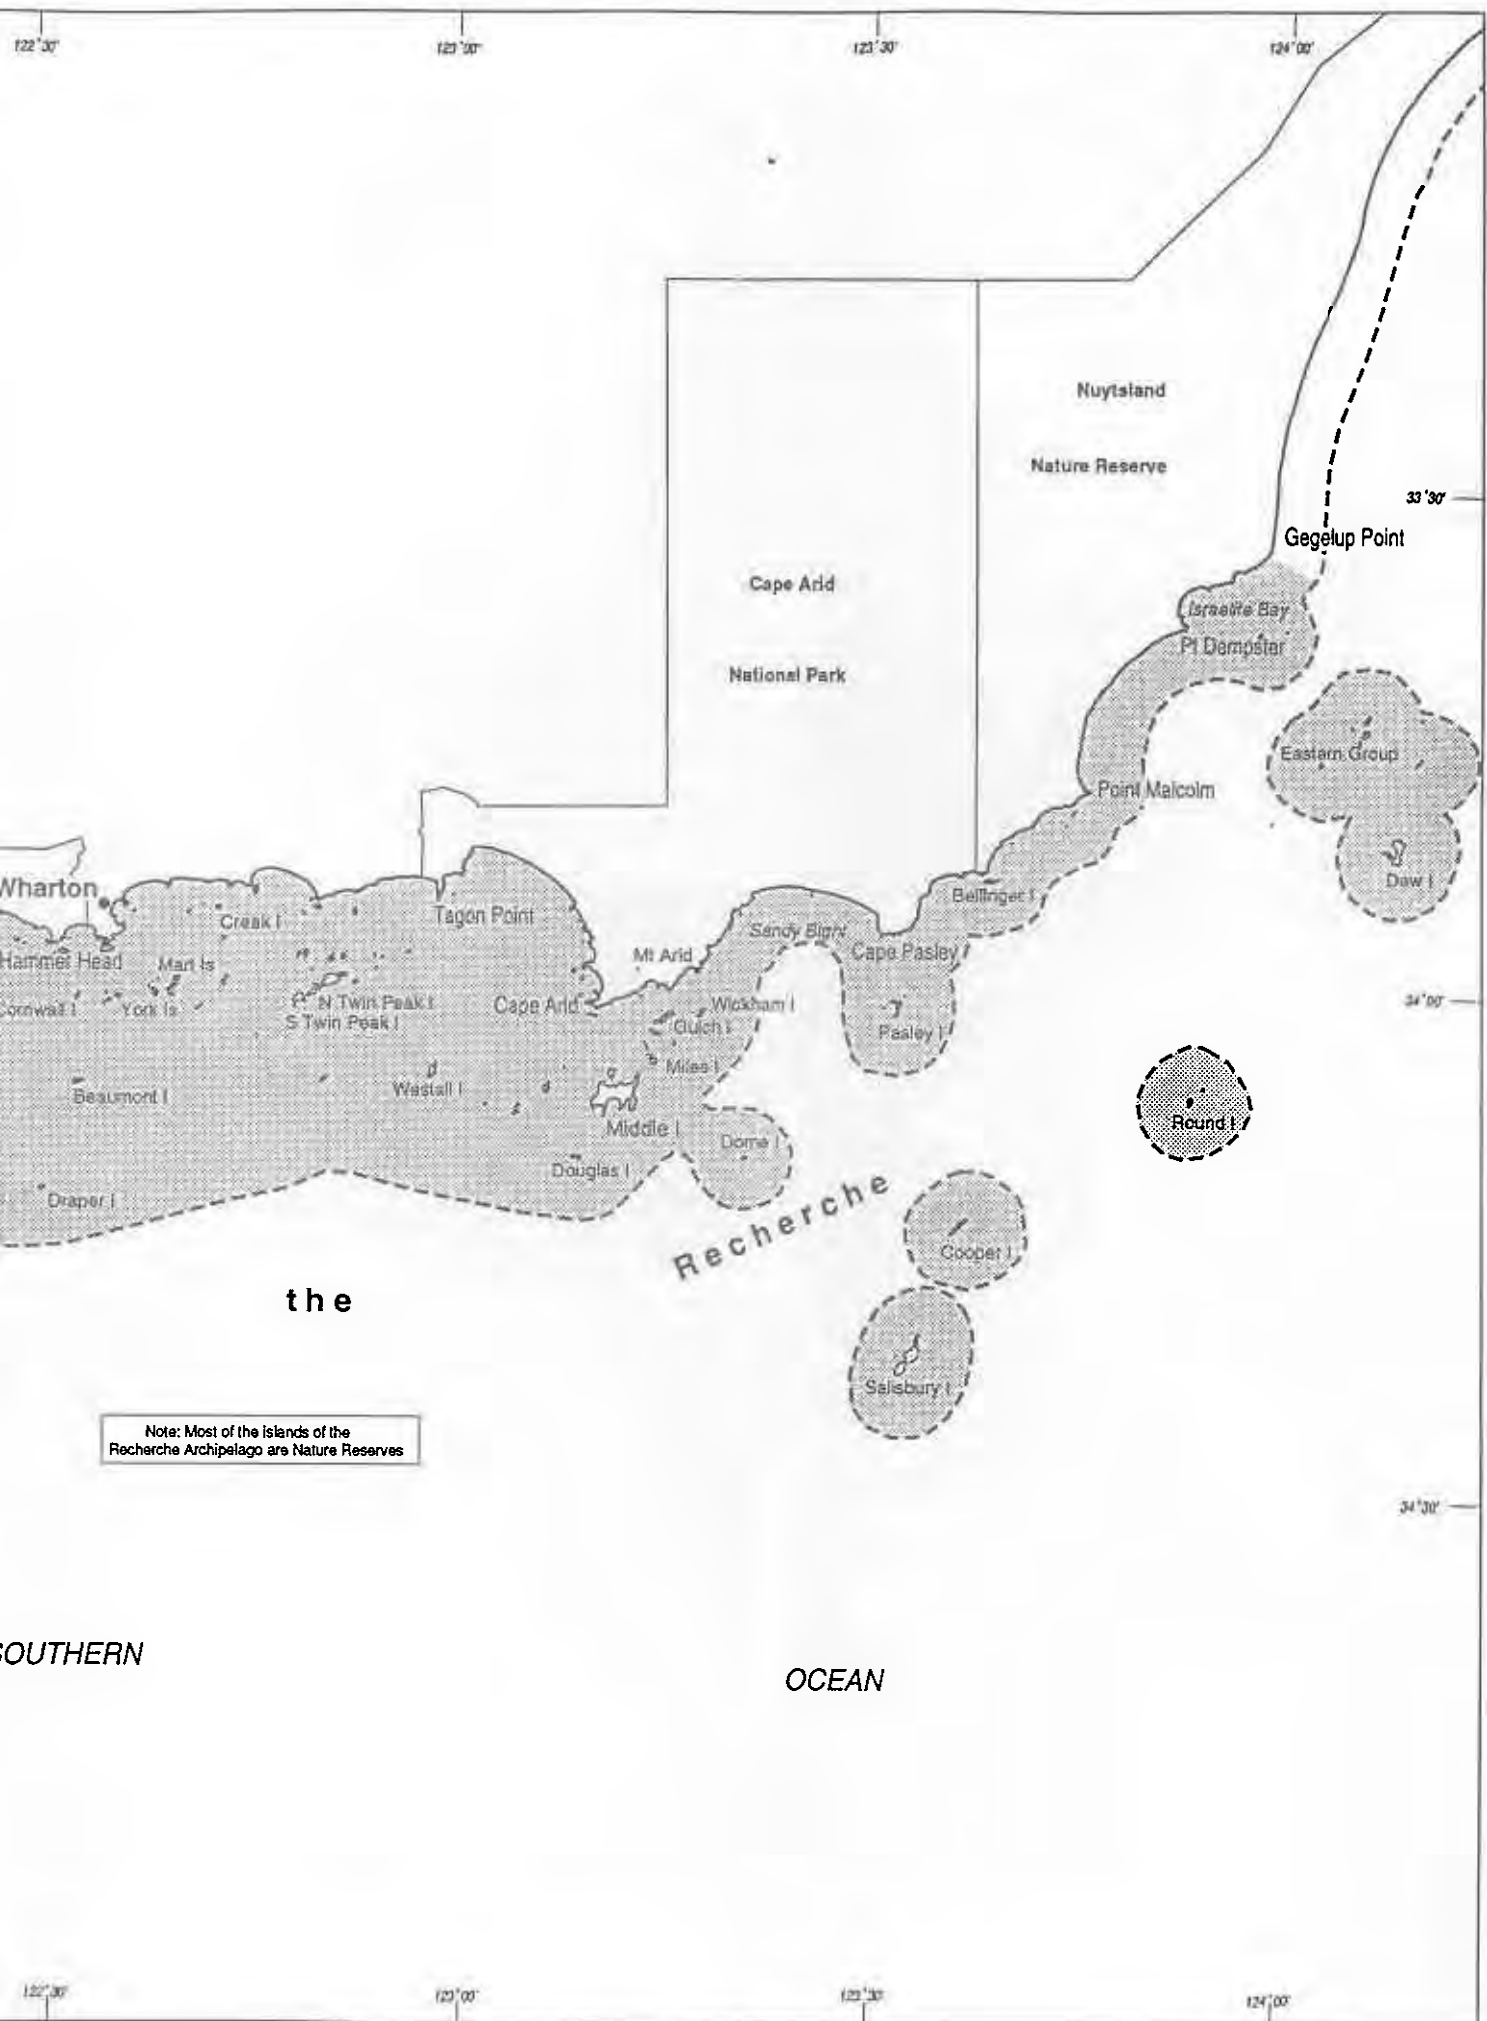 122°30'
123°00'
123°30'
124°00'
Nuytsland
Nature Reserve
33°30'
Gegelup Point
Cape Arid
National Park
Israelite Bay
Pt Dempster
Eastern Group
Point Malcolm
Daw I
Wharton
Creak I
Tagon Point
Bellinger I
Sandy Bight
Hammer Head
Mart Is
Mt Arid
Cape Pasley
Cornwall I
York Is
N Twin Peak I
Cape Arid
Wickham I
34°00'
S Twin Peak I
Gulch I
Pasley I
Miles I
Beaumont I
Westall I
Round I
Middle I
Dome I
Douglas I
Draper I
Recherche
Cooper I
the
Salisbury I
Note: Most of the islands of the
Recherche Archipelago are Nature Reserves
34°30'
SOUTHERN
OCEAN
122°30'
123°00'
123°30'
124°00'